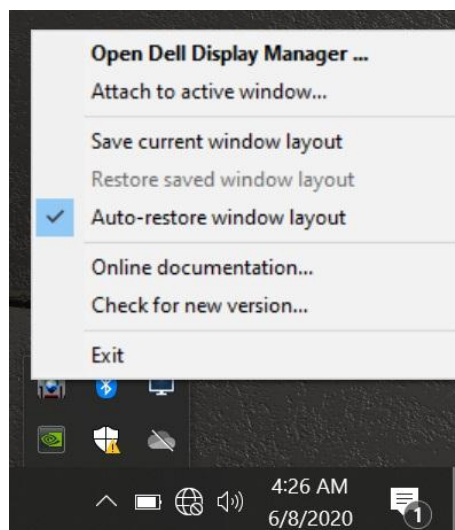 Open Dell Display Manager ...
Attach to active window...
Save current window layout
Restore saved window layout
Auto-restore window layout
Online documentation...
Check for new version...
Exit
4:26 AM
6/8/2020
1